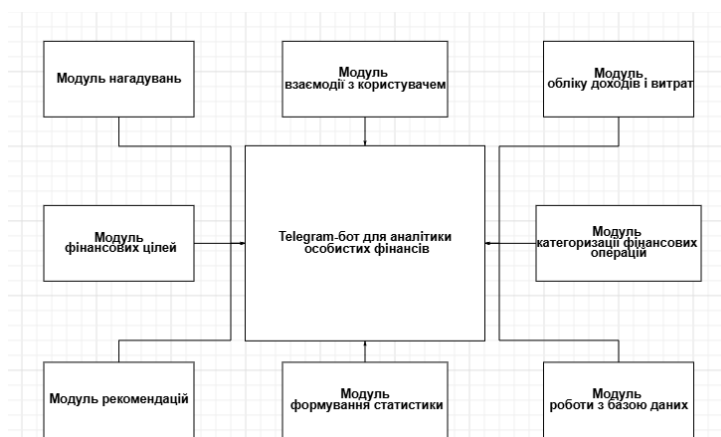 Модуль нагадувань
Модуль
взаємодії з користувачем
Модуль
обліку доходів і витрат
Модуль
фінансових цілей
Telegram-бот для аналітики
особистих фінансів
Модуль
категоризації фінансових
операцій
Модуль рекомендацій
Модуль
формування статистики
Модуль
роботи з базою даних